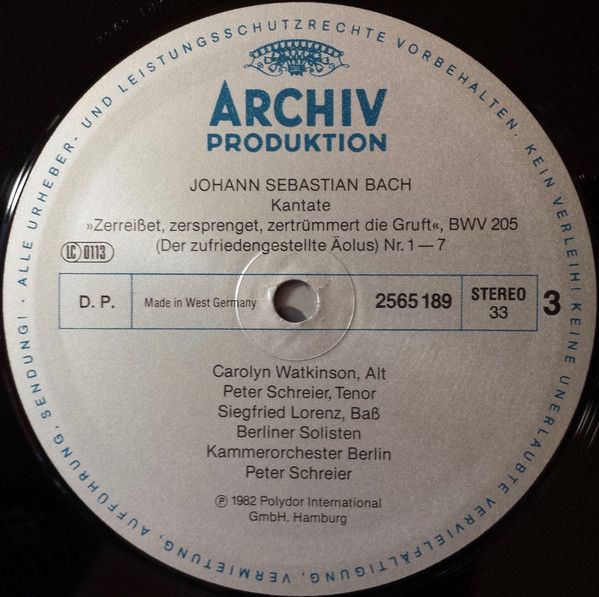 ALLE URHEBER- UND LEISTUNGSSCHUTZRECHTE VORBEHALTEN. KEIN VERLEIH! KEINE UNERLAUBTE VERVIELFÄLTIGUNG, VERMIETUNG, AUFFÜHRUNG, SENDUNG! ·
ARCHIV
PRODUKTION
JOHANN SEBASTIAN BACH
Kantate
»Zerreißet, zersprenget, zertrümmert die Gruft«, BWV 205
(Der zufriedengestellte Äolus) Nr. 1 — 7
LC 0113
D. P. Made in West Germany 2565 189 STEREO 33 3
Carolyn Watkinson, Alt
Peter Schreier, Tenor
Siegfried Lorenz, Baß
Berliner Solisten
Kammerorchester Berlin
Peter Schreier
Ⓟ 1982 Polydor International
GmbH. Hamburg